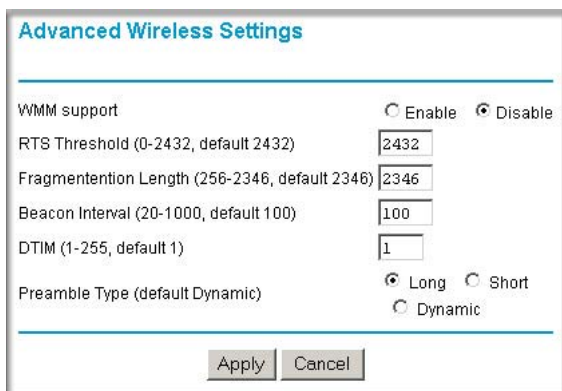 Advanced Wireless Settings
WMM support Enable Disable
RTS Threshold (0-2432, default 2432) 2432
Fragmentention Length (256-2346, default 2346) 2346
Beacon Interval (20-1000, default 100) 100
DTIM (1-255, default 1) 1
Preamble Type (default Dynamic) Long Short
Dynamic
Apply Cancel